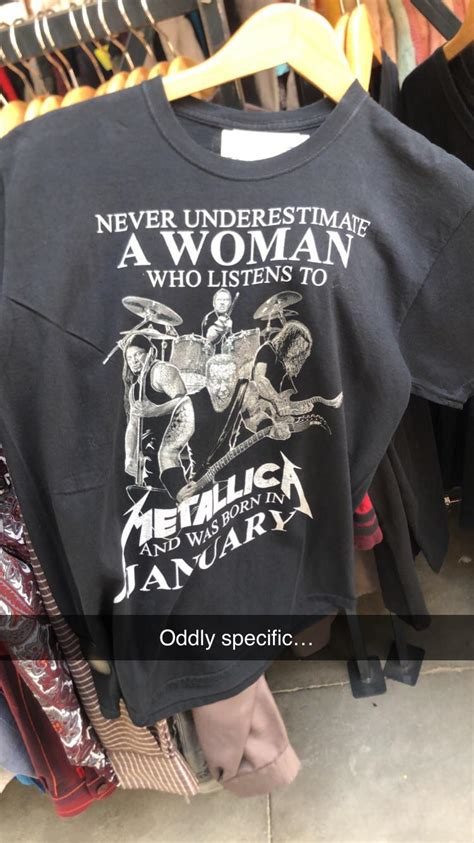 NEVER UNDERESTIMATE
A WOMAN
WHO LISTENS TO
METALLICA
AND WAS BORN IN
JANUARY
Oddly specific...